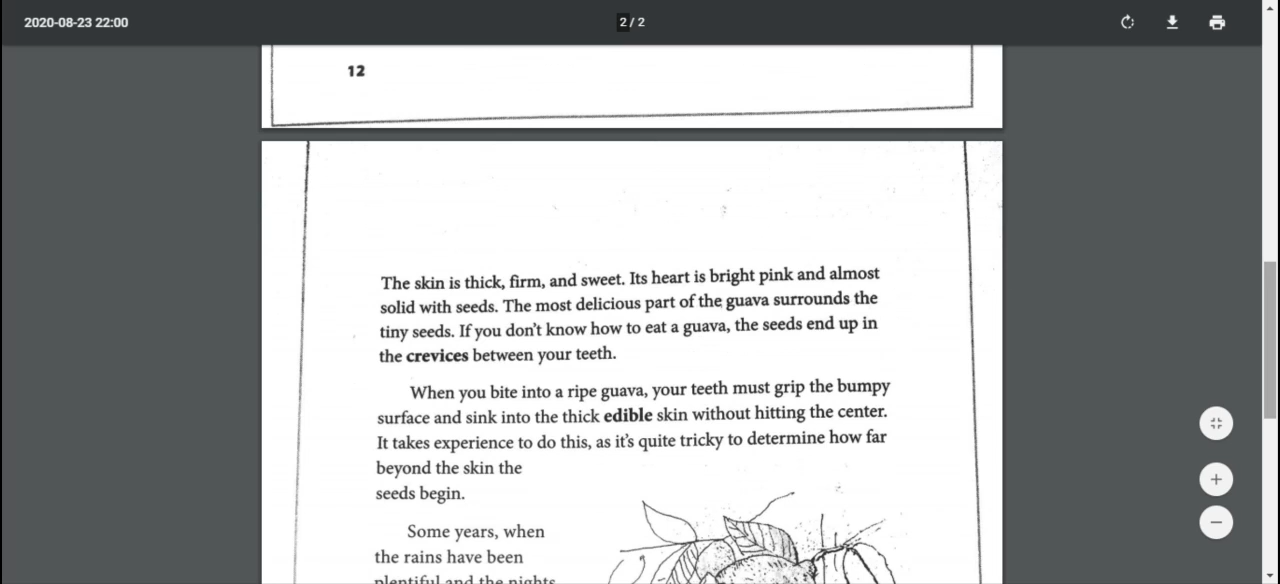 2020-08-23 22:00
2 / 2
12
The skin is thick, firm, and sweet. Its heart is bright pink and almost
solid with seeds. The most delicious part of the guava surrounds the
tiny seeds. If you don't know how to eat a guava, the seeds end up in
the crevices between your teeth.
When you bite into a ripe guava, your teeth must grip the bumpy
surface and sink into the thick edible skin without hitting the center.
It takes experience to do this, as it's quite tricky to determine how far
beyond the skin the
seeds begin.
Some years, when
the rains have been
plentiful and the nights